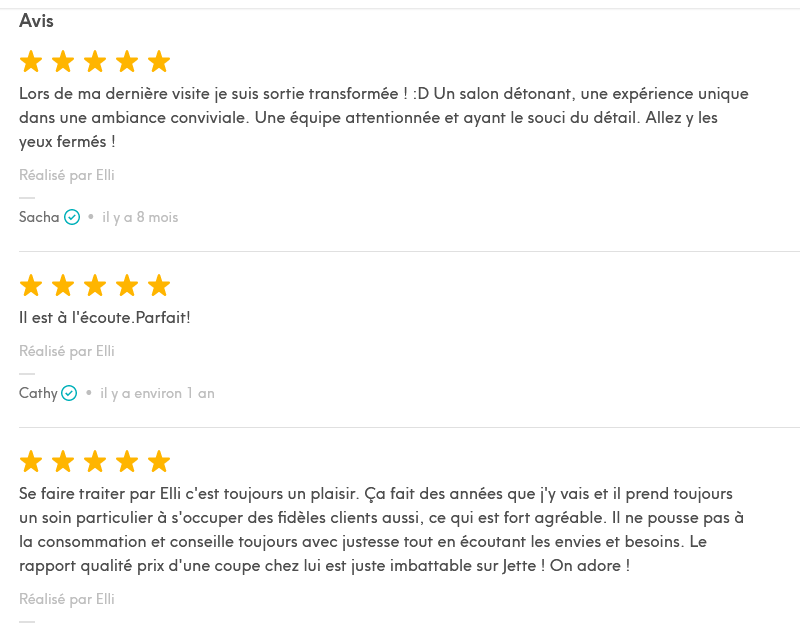 Avis
Lors de ma dernière visite je suis sortie transformée ! :D Un salon détonant, une expérience unique
dans une ambiance conviviale. Une équipe attentionnée et ayant le souci du détail. Allez y les
yeux fermés !
Réalisé par Elli
Sacha • il y a 8 mois
Il est à l'écoute.Parfait!
Réalisé par Elli
Cathy • il y a environ 1 an
Se faire traiter par Elli c'est toujours un plaisir. Ça fait des années que j'y vais et il prend toujours
un soin particulier à s'occuper des fidèles clients aussi, ce qui est fort agréable. Il ne pousse pas à
la consommation et conseille toujours avec justesse tout en écoutant les envies et besoins. Le
rapport qualité prix d'une coupe chez lui est juste imbattable sur Jette ! On adore !
Réalisé par Elli